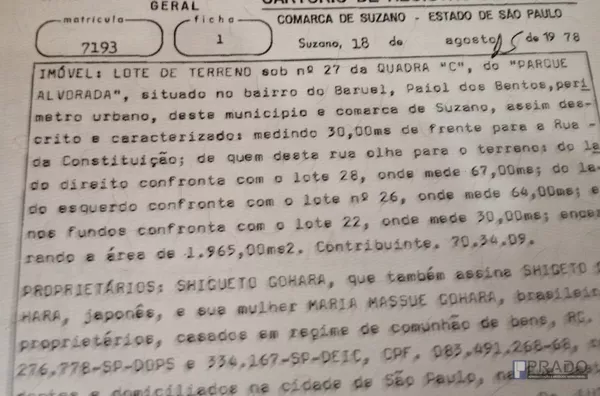 GERAL
CARTÓRIO DE REGIS
matrícula
ficha
COMARCA DE SUZANO - ESTADO DE SÃO PAULO
7193
1
Suzano, 18 de agosto de 1978
IMÓVEL: LOTE DE TERRENO sob nº 27 da QUADRA "C", do "PARQUE
ALVORADA", situado no bairro do Baruel, Paiol dos Bentos,perí
metro urbano, deste município e comarca de Suzano, assim des-
crito e caracterizado: medindo 30,00ms de frente para a Rua -
da Constituição; de quem desta rua olha para o terreno: do la
do direito confronta com o lote 28, onde mede 67,00ms; do la-
do esquerdo confronta com o lote nº 26, onde mede 64,00ms; e
nos fundos confronta com o lote 22, onde mede 30,00ms; encer
rando a área de 1.965,00ms2. Contribuinte. 70.34.09.
PROPRIETÁRIOS: SHIGUETO GOHARA, que também assina SHIGETO
HARA, japonês, e sua mulher MARIA MASSUE GOHARA, brasileir
proprietários, casados em regime de comunhão de bens, RG.
276.778-SP-DOPS e 334.167-SP-DEIC, CPF. 083.491.268-68,
e domiciliados na cidade de São Paulo, na
PRADO